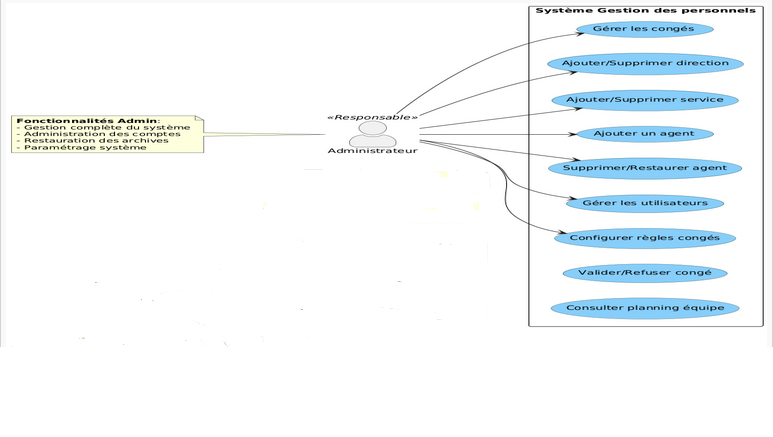 Système Gestion des personnels
Gérer les congés
Ajouter/Supprimer direction
Ajouter/Supprimer service
Ajouter un agent
Supprimer/Restaurer agent
Gérer les utilisateurs
Configurer règles congés
Valider/Refuser congé
Consulter planning équipe
«Responsable»
Administrateur
Fonctionnalités Admin:
- Gestion complète du système
- Administration des comptes
- Restauration des archives
- Paramétrage système